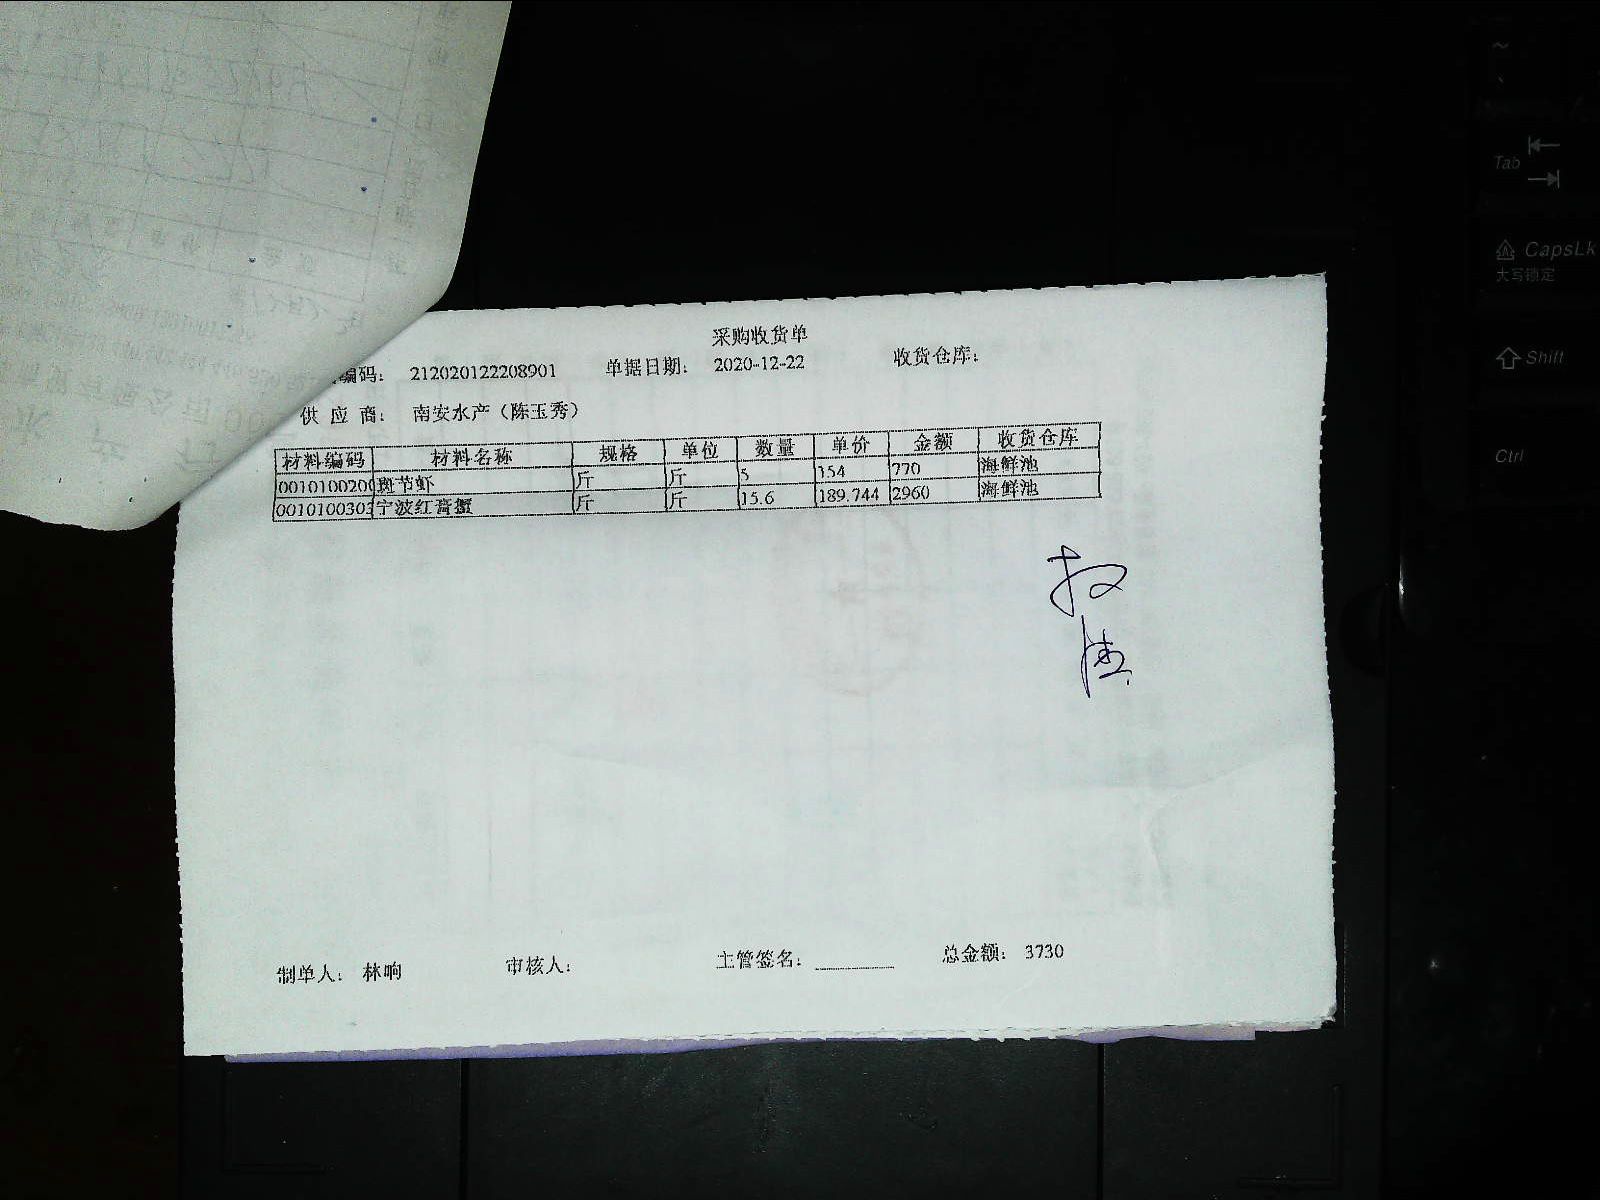 采购收货单
编码： 212020122208901 单据日期： 2020-12-22 收货仓库：
供 应 商： 南安水产（陈玉秀）
材料编码 材料名称 规格 单位 数量 单价 金额 收货仓库
0010100200 斑节虾 斤 斤 5 154 770 海鲜池
0010100303 宁波红膏蟹 斤 斤 15.6 189.744 2960 海鲜池
制单人： 林响 审核人： 主管签名： 总金额： 3730
~
Tab
CapsLk
大写锁定
Shift
Ctrl